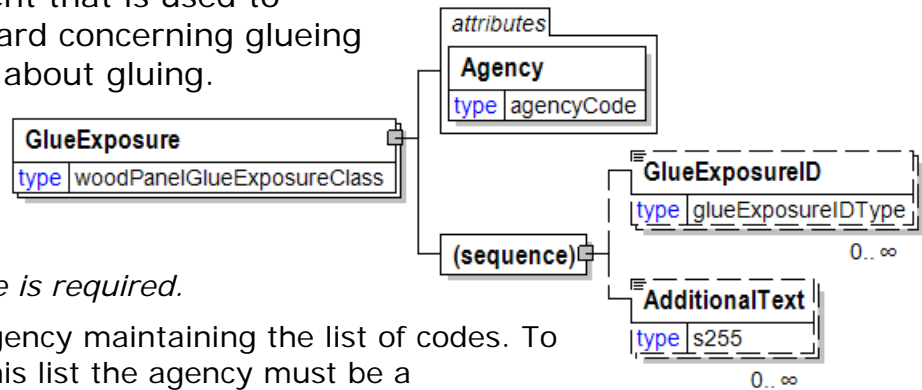 ent that is used to
ard concerning glueing
about gluing.
attributes
Agency
type agencyCode
GlueExposure
type woodPanelGlueExposureClass
GlueExposureID
type glueExposureIDType
0.. ∞
(sequence)
AdditionalText
type s255
0.. ∞
e is required.
gency maintaining the list of codes. To
his list the agency must be a